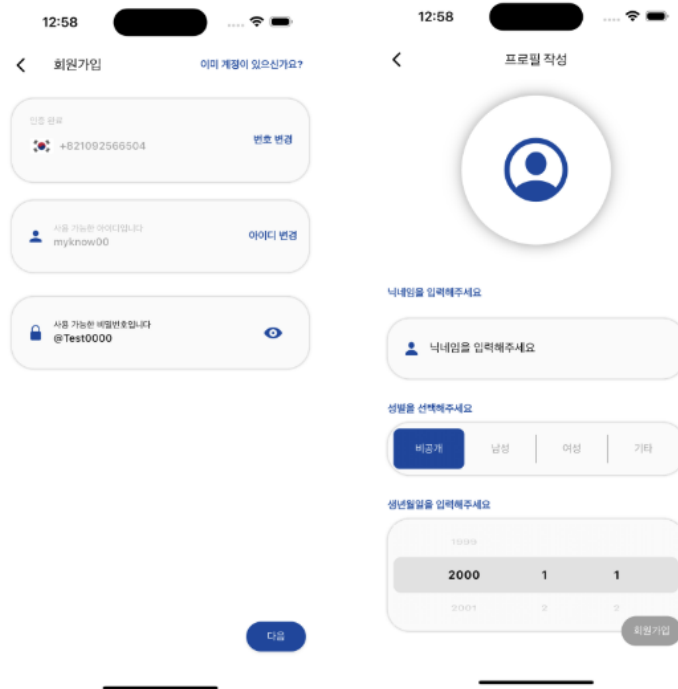 12:58
회원가입
이미 계정이 있으신가요?
인증 완료
+821092566504
번호 변경
사용 가능한 아이디입니다
myknow00
아이디 변경
사용 가능한 비밀번호입니다
@Test0000
다음
12:58
프로필 작성
닉네임을 입력해주세요
닉네임을 입력해주세요
성별을 선택해주세요
비공개 남성 여성 기타
생년월일을 입력해주세요
1999
2000 1 1
2001 2 2
회원가입